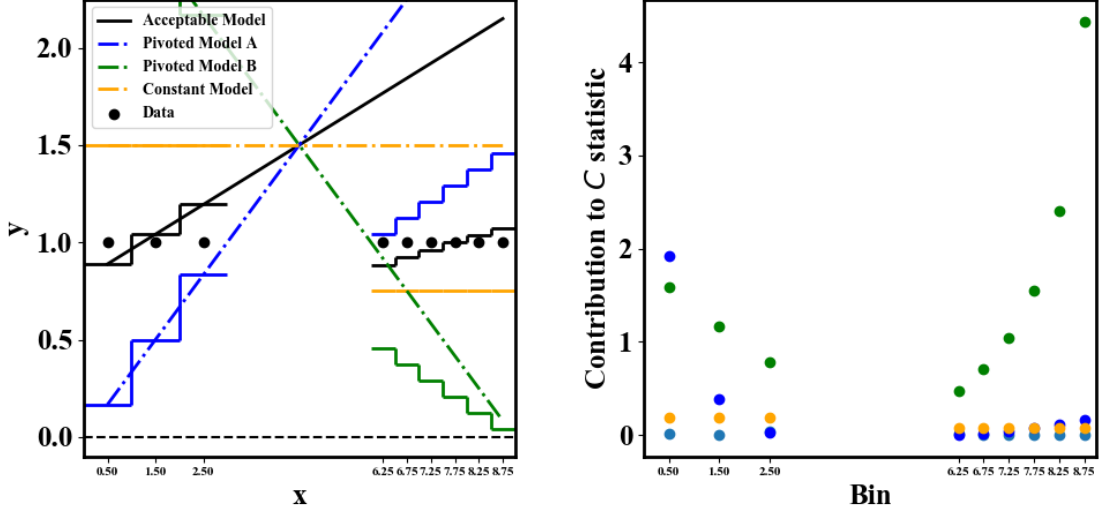 Acceptable Model
Pivoted Model A
Pivoted Model B
Constant Model
Data
2.0
1.5
1.0
0.5
0.0
y
0.50 1.50 2.50 6.25 6.75 7.25 7.75 8.25 8.75
x
4
3
2
1
0
Contribution to C statistic
0.50 1.50 2.50 6.25 6.75 7.25 7.75 8.25 8.75
Bin